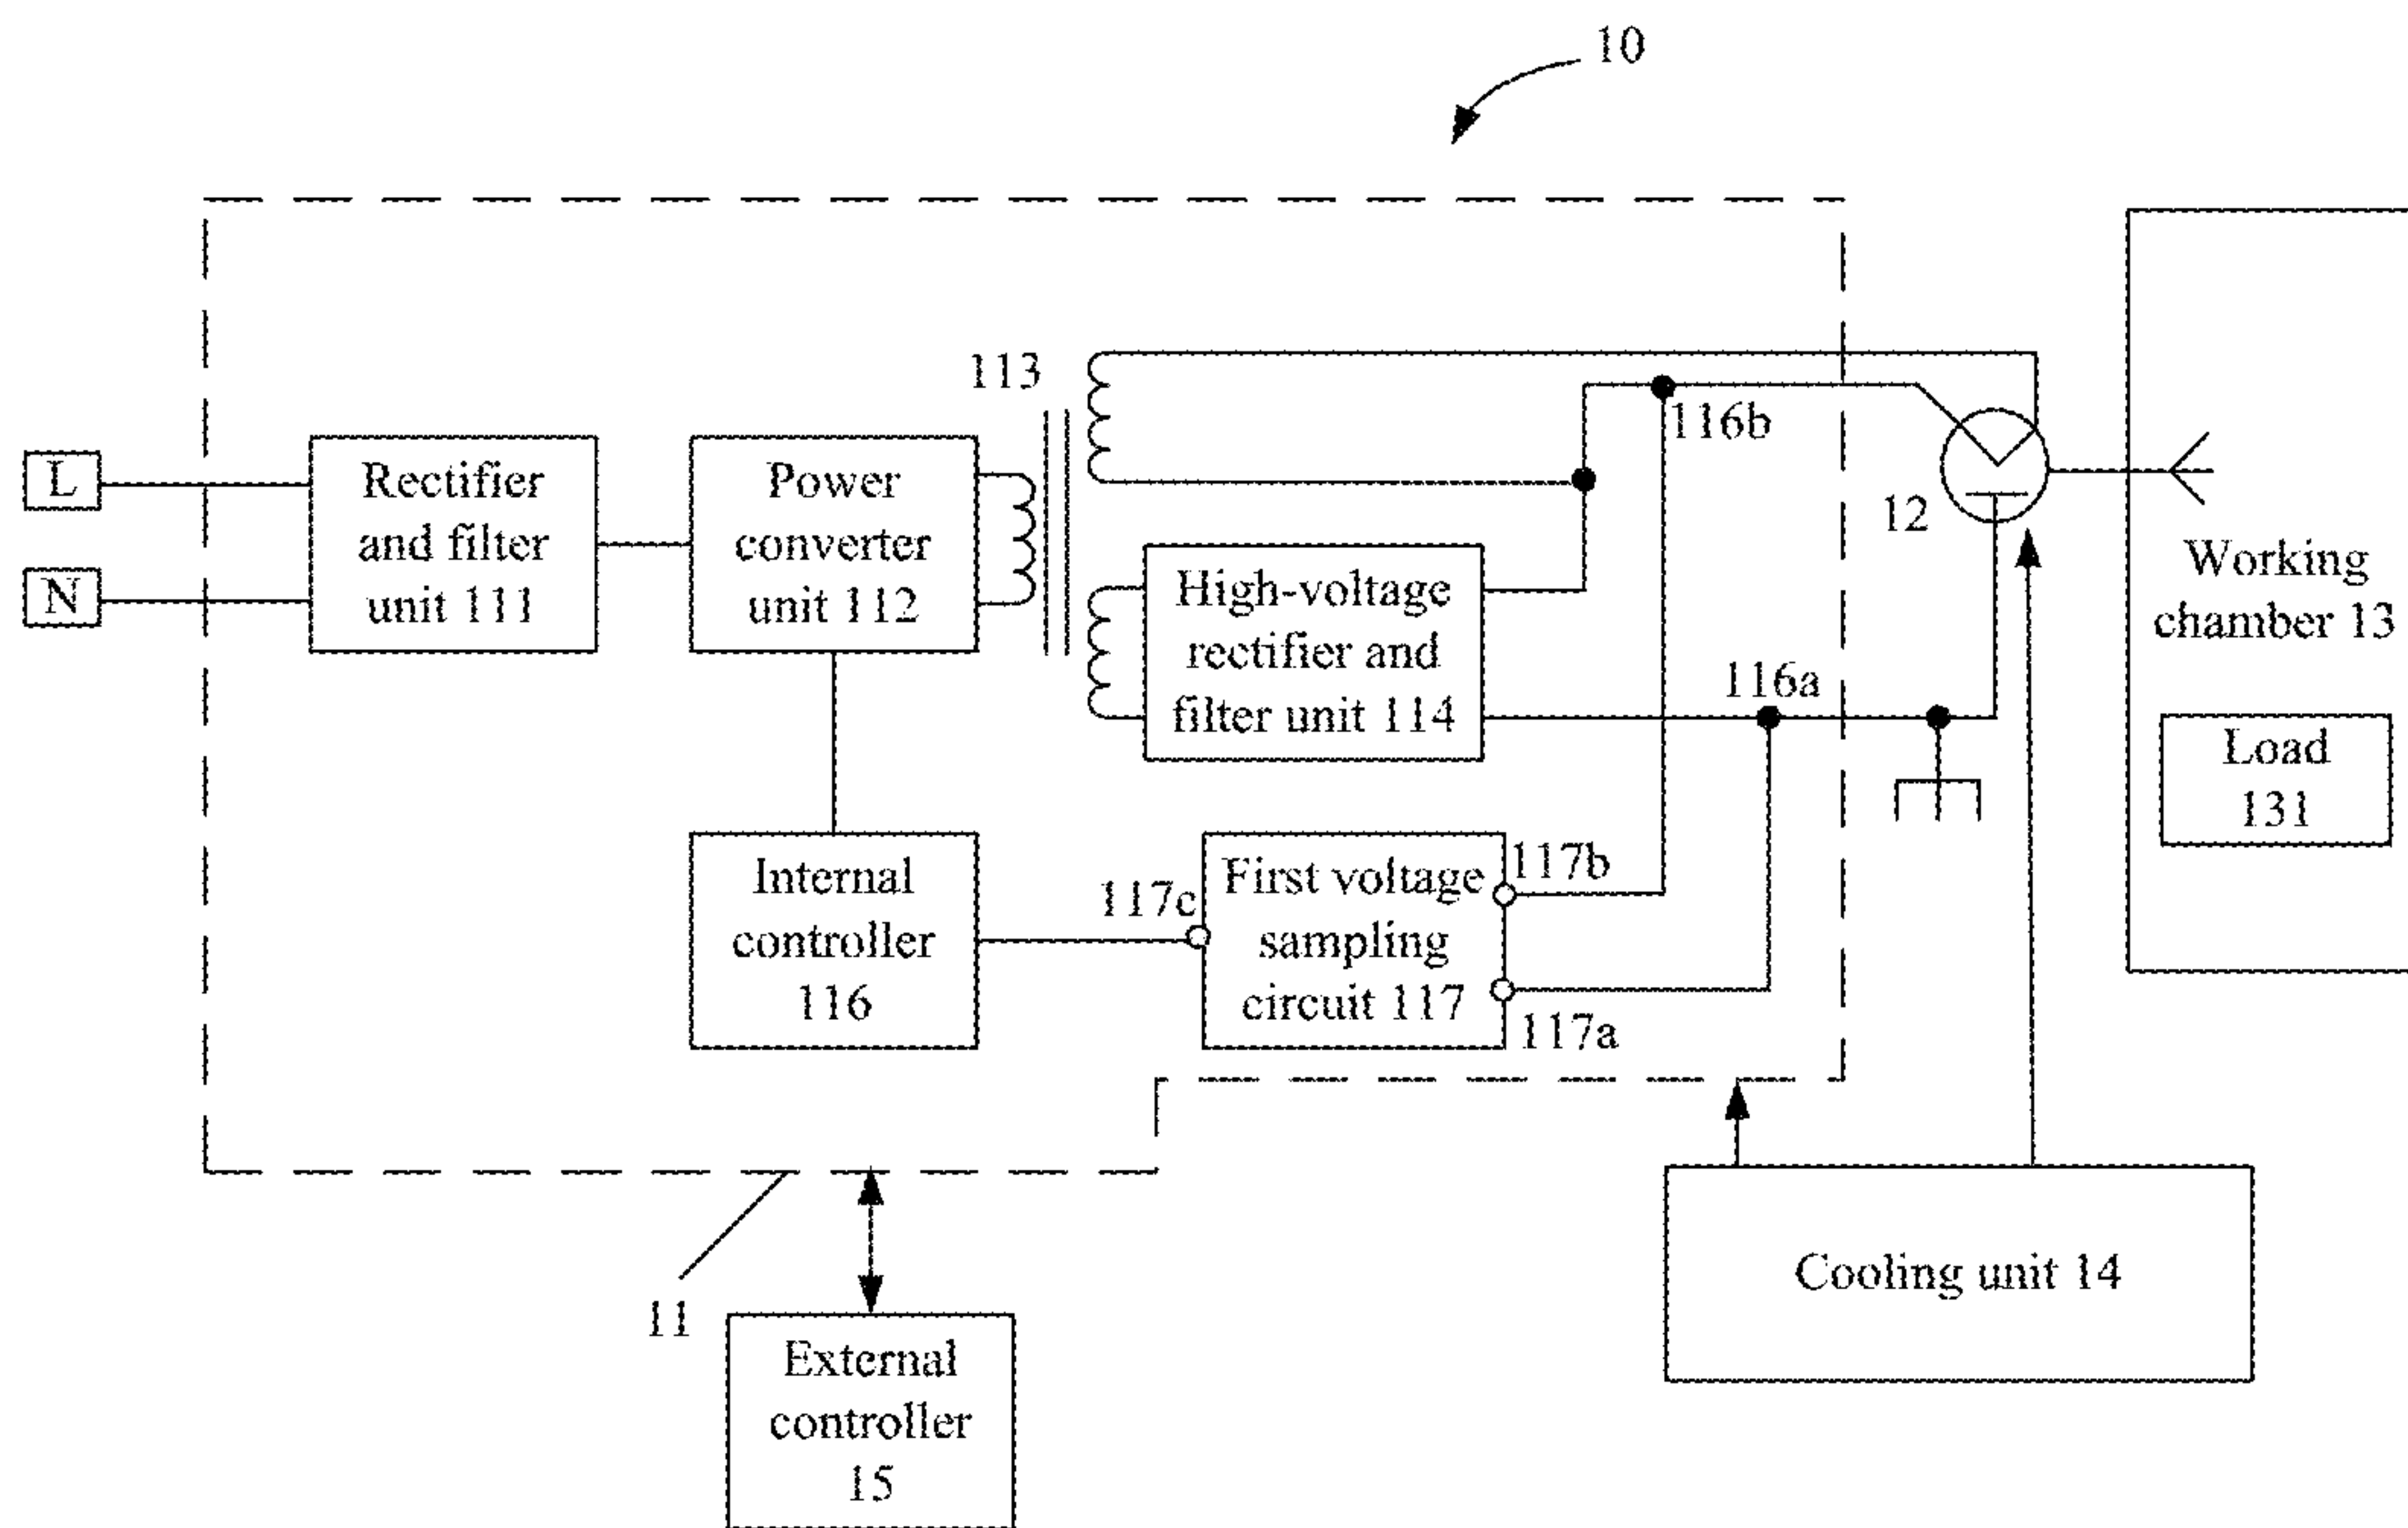 10
113
116b
L
Rectifier
and filter
unit 111
Power
converter
unit 112
12
N
High-voltage
rectifier and
filter unit 114
Working
chamber 13
116a
Load
131
Internal
controller
116
117c
First voltage
sampling
circuit 117
117b
117a
11
Cooling unit 14
External
controller
15